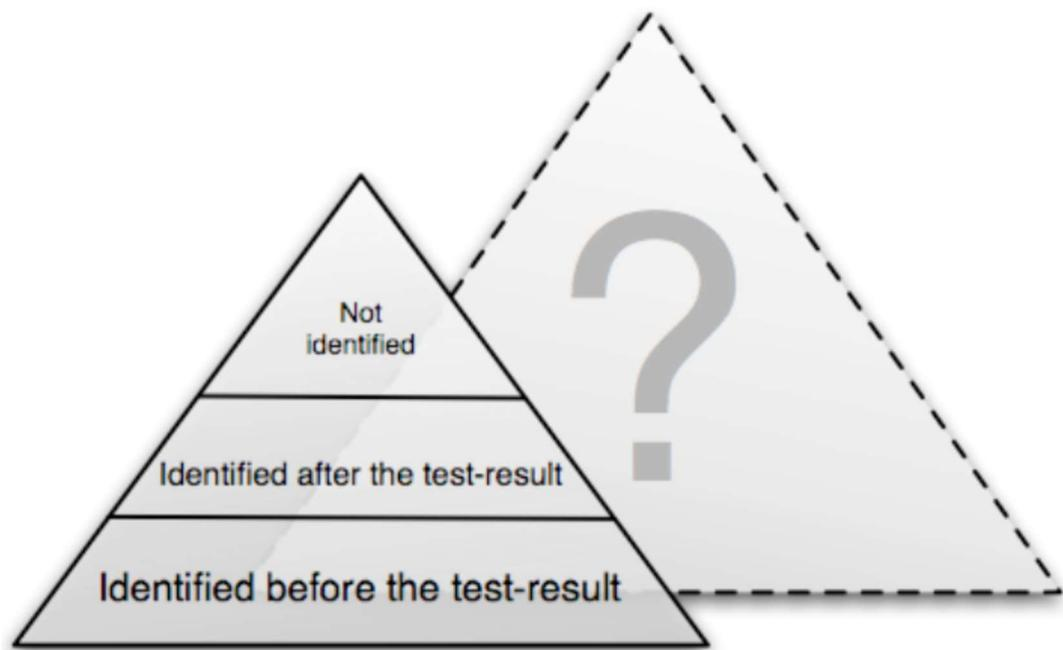 ?
Not
identified
Identified after the test-result
Identified before the test-result